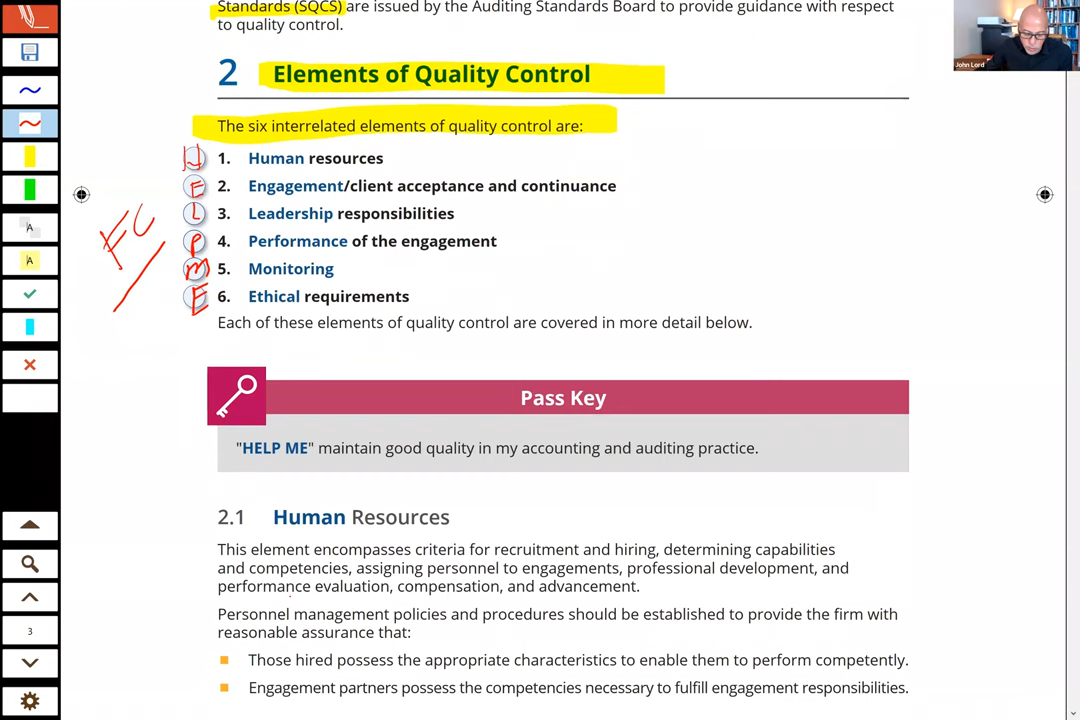 Standards (SQCS) are issued by the Auditing Standards Board to provide guidance with respect
to quality control.
John Lord
2 Elements of Quality Control
The six interrelated elements of quality control are:
H 1. Human resources
E 2. Engagement/client acceptance and continuance
L 3. Leadership responsibilities
P 4. Performance of the engagement
M 5. Monitoring
E 6. Ethical requirements
FC
Each of these elements of quality control are covered in more detail below.
Pass Key
"HELP ME" maintain good quality in my accounting and auditing practice.
2.1 Human Resources
This element encompasses criteria for recruitment and hiring, determining capabilities
and competencies, assigning personnel to engagements, professional development, and
performance evaluation, compensation, and advancement.
Personnel management policies and procedures should be established to provide the firm with
reasonable assurance that:
Those hired possess the appropriate characteristics to enable them to perform competently.
Engagement partners possess the competencies necessary to fulfill engagement responsibilities.
A
A
3